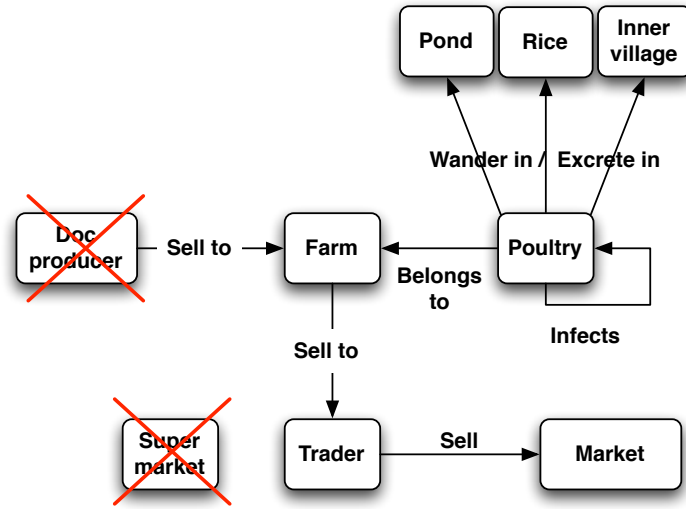 Pond
Rice
Inner
village
Wander in / Excrete in
Doc
producer
Sell to
Farm
Belongs
to
Poultry
Infects
Sell to
Super
market
Trader
Sell
Market